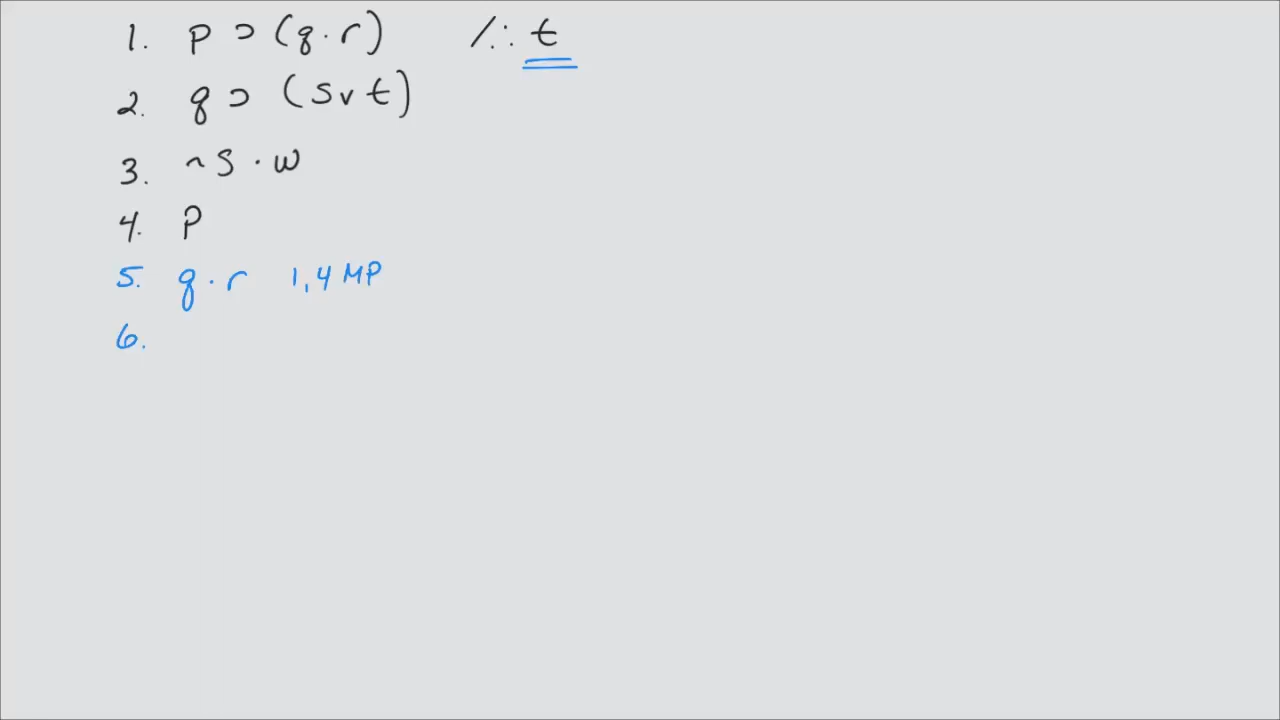 1. p ⊃ (q · r) /∴ t
2. q ⊃ (s v t)
3. ~s · w
4. p
5. q · r 1,4 MP
6.